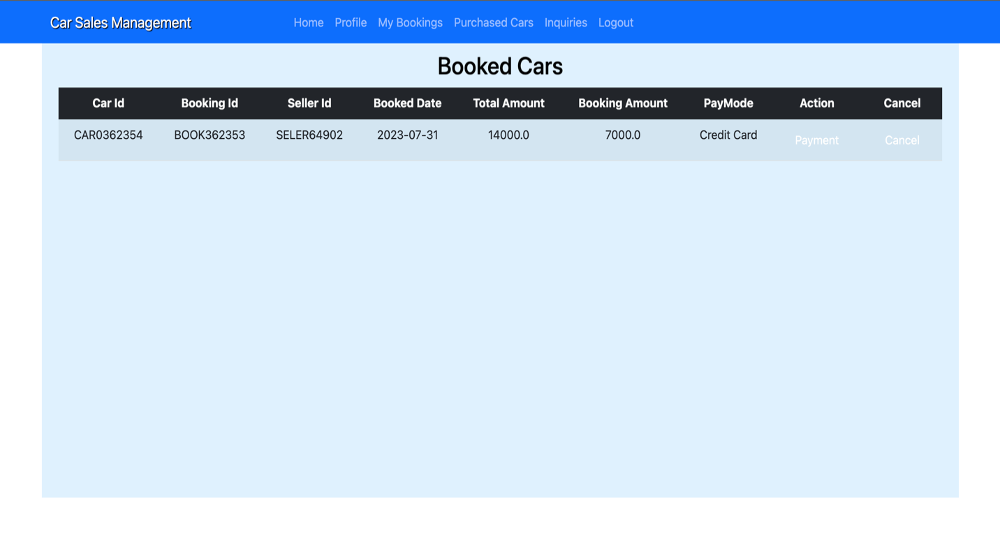 Car Sales Management Home Profile My Bookings Purchased Cars Inquiries Logout
Booked Cars
Car Id Booking Id Seller Id Booked Date Total Amount Booking Amount PayMode Action Cancel
CAR0362354 BOOK362353 SELER64902 2023-07-31 14000.0 7000.0 Credit Card Payment Cancel